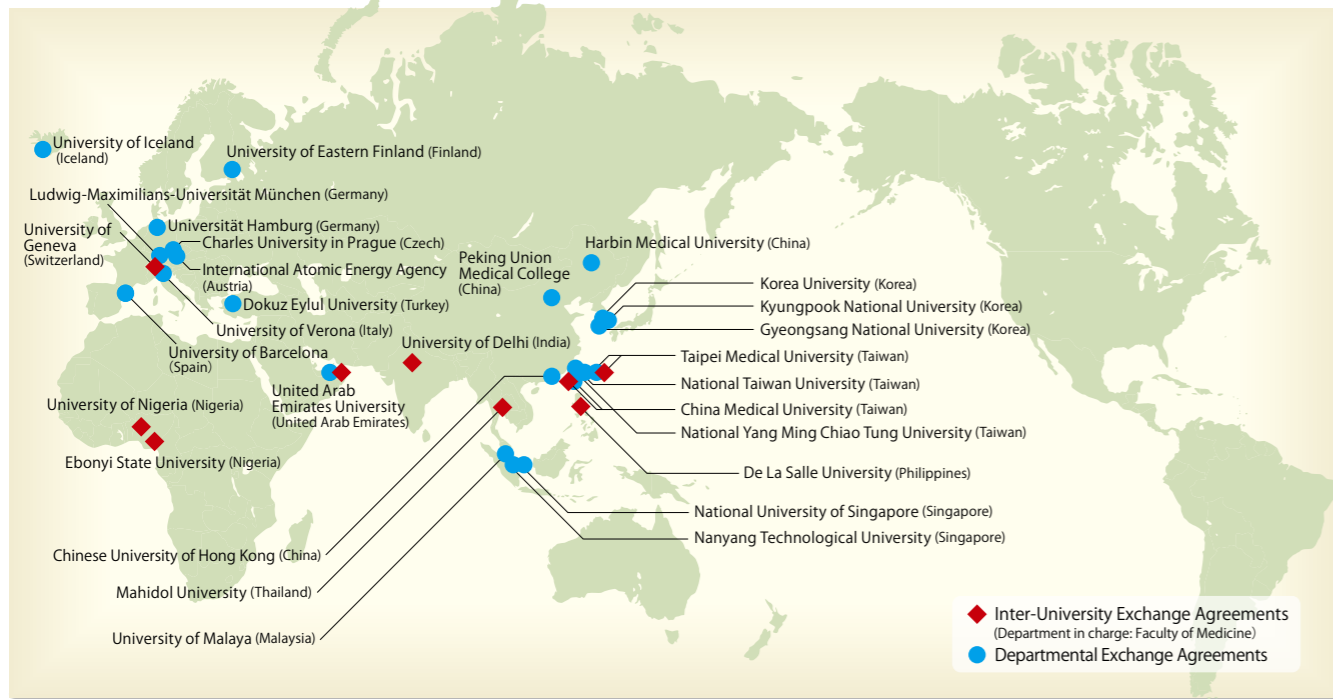 University of Iceland
(Iceland)
University of Eastern Finland (Finland)
Ludwig-Maximilians-Universität München (Germany)
Universität Hamburg (Germany)
University of
Geneva
(Switzerland)
Charles University in Prague (Czech)
International Atomic Energy Agency
(Austria)
Dokuz Eylul University (Turkey)
University of Verona (Italy)
University of Barcelona
(Spain)
University of Delhi (India)
United Arab
Emirates University
(United Arab Emirates)
University of Nigeria (Nigeria)
Ebonyi State University (Nigeria)
Harbin Medical University (China)
Peking Union
Medical College
(China)
Korea University (Korea)
Kyungpook National University (Korea)
Gyeongsang National University (Korea)
Taipei Medical University (Taiwan)
National Taiwan University (Taiwan)
China Medical University (Taiwan)
National Yang Ming Chiao Tung University (Taiwan)
De La Salle University (Philippines)
National University of Singapore (Singapore)
Nanyang Technological University (Singapore)
Chinese University of Hong Kong (China)
Mahidol University (Thailand)
University of Malaya (Malaysia)
Inter-University Exchange Agreements
(Department in charge: Faculty of Medicine)
Departmental Exchange Agreements